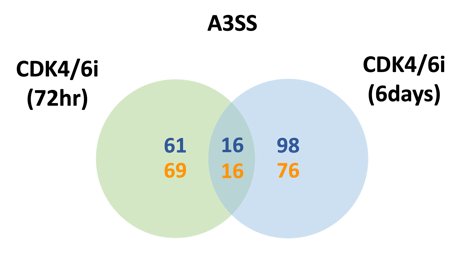 A3SS
CDK4/6i
(72hr)
CDK4/6i
(6days)
61 16 98
69 16 76